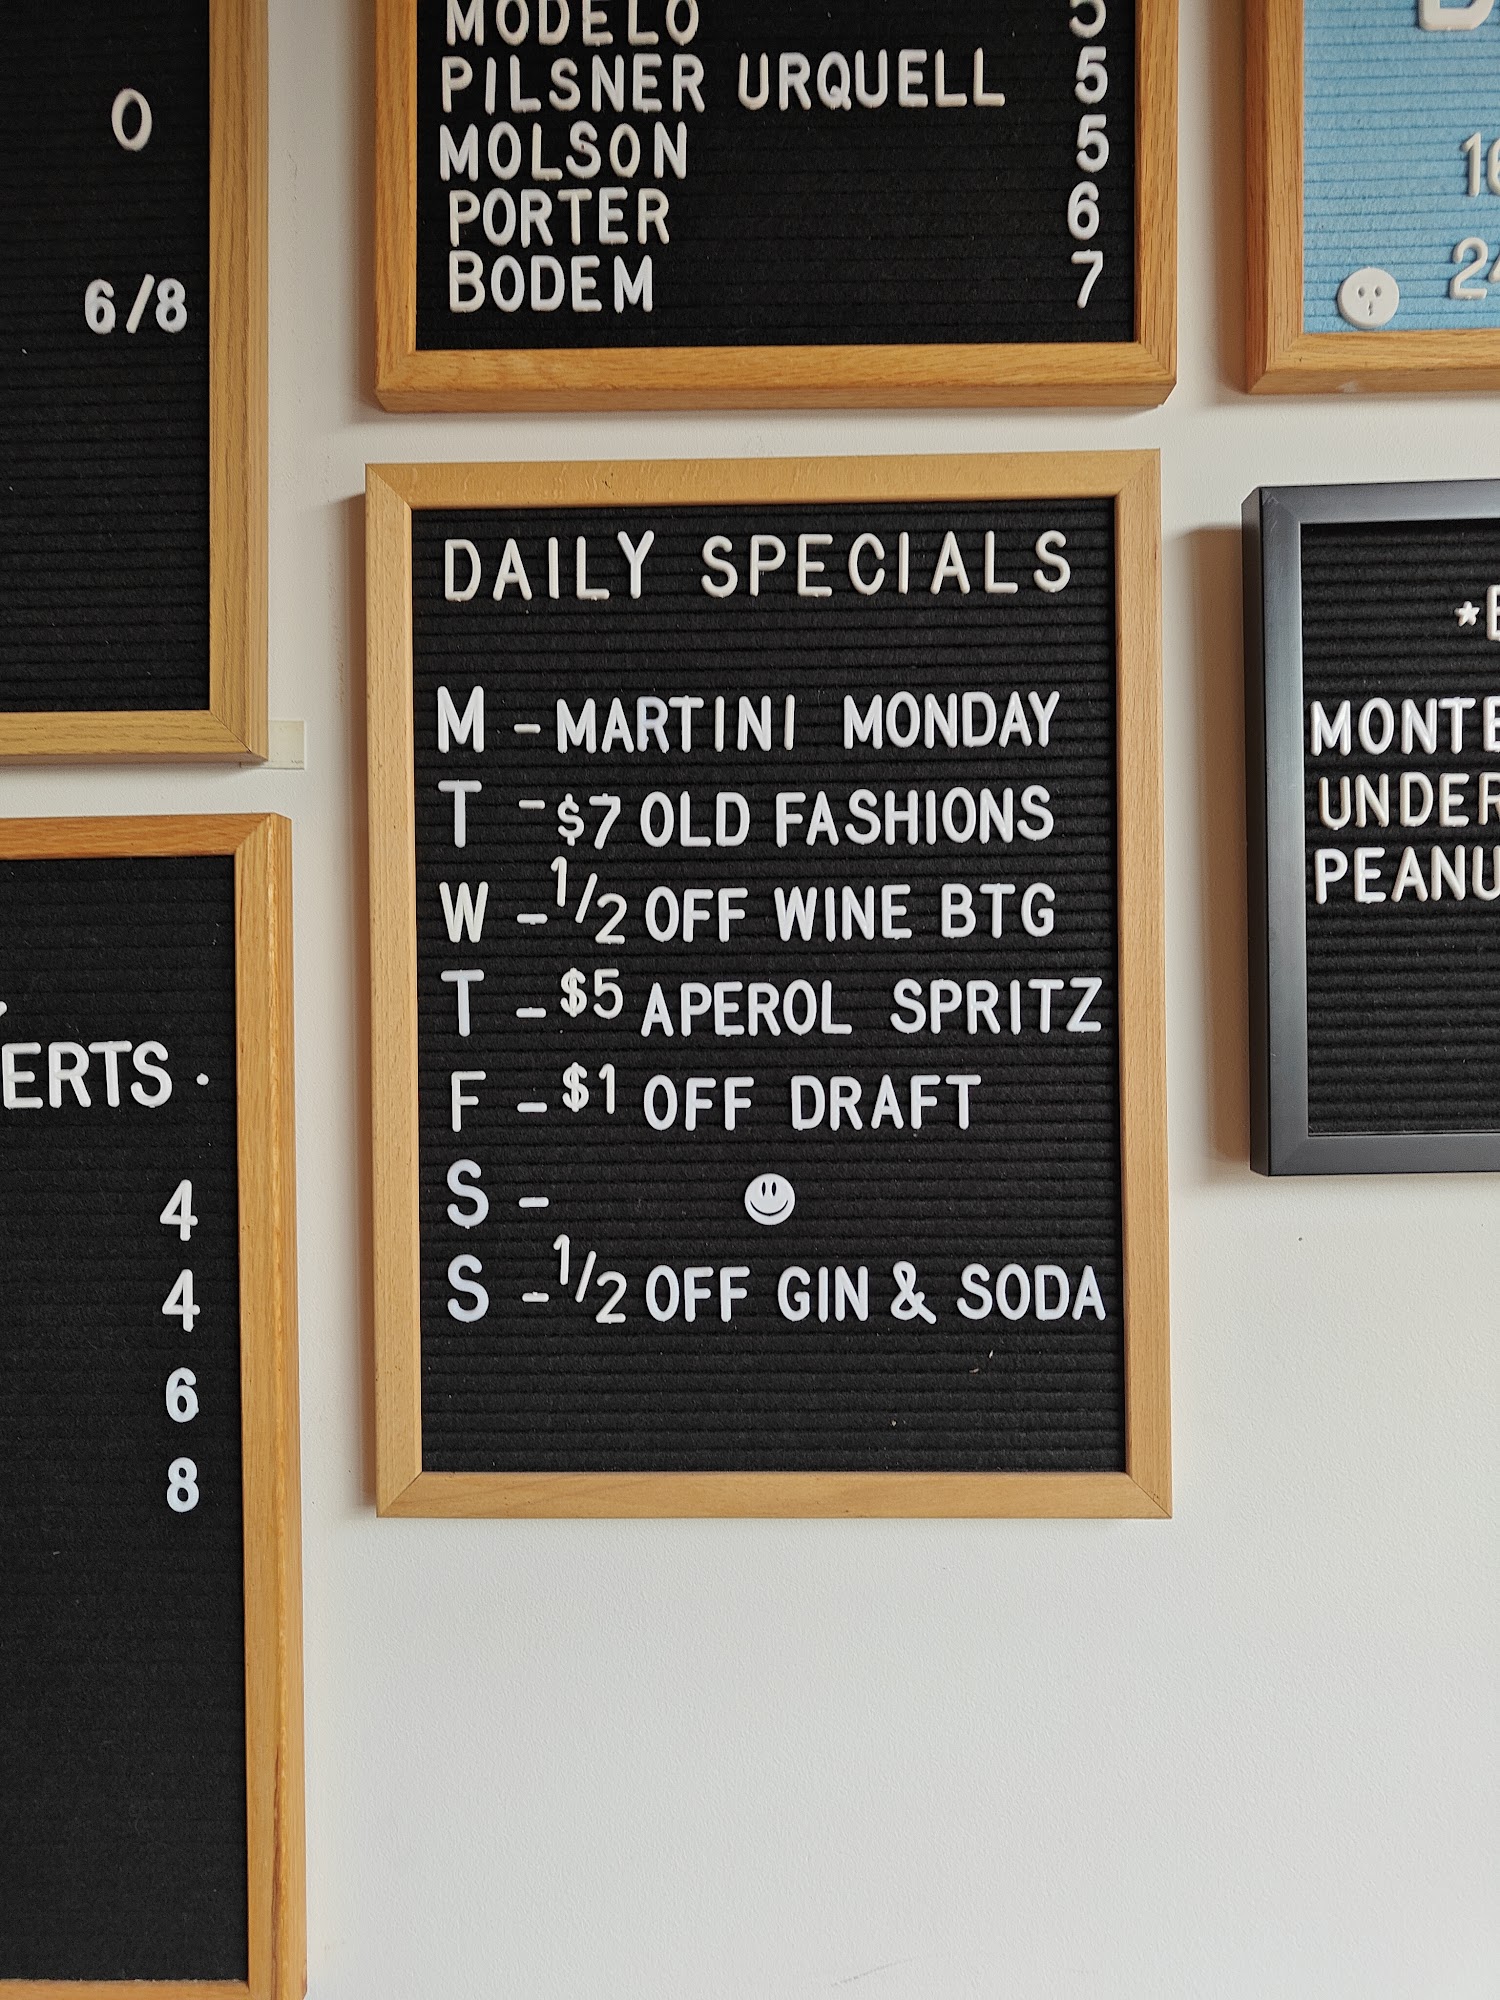 O
6/8
MODELO 5
PILSNER URQUELL 5
MOLSON 5
PORTER 6
BODEM 7
DAILY SPECIALS
M - MARTINI MONDAY
T - $7 OLD FASHIONS
W - 1/2 OFF WINE BTG
T - $5 APEROL SPRITZ
F - $1 OFF DRAFT
S -
S - 1/2 OFF GIN & SODA
ERTS .
4
4
6
8
MONTE
UNDER
PEANU